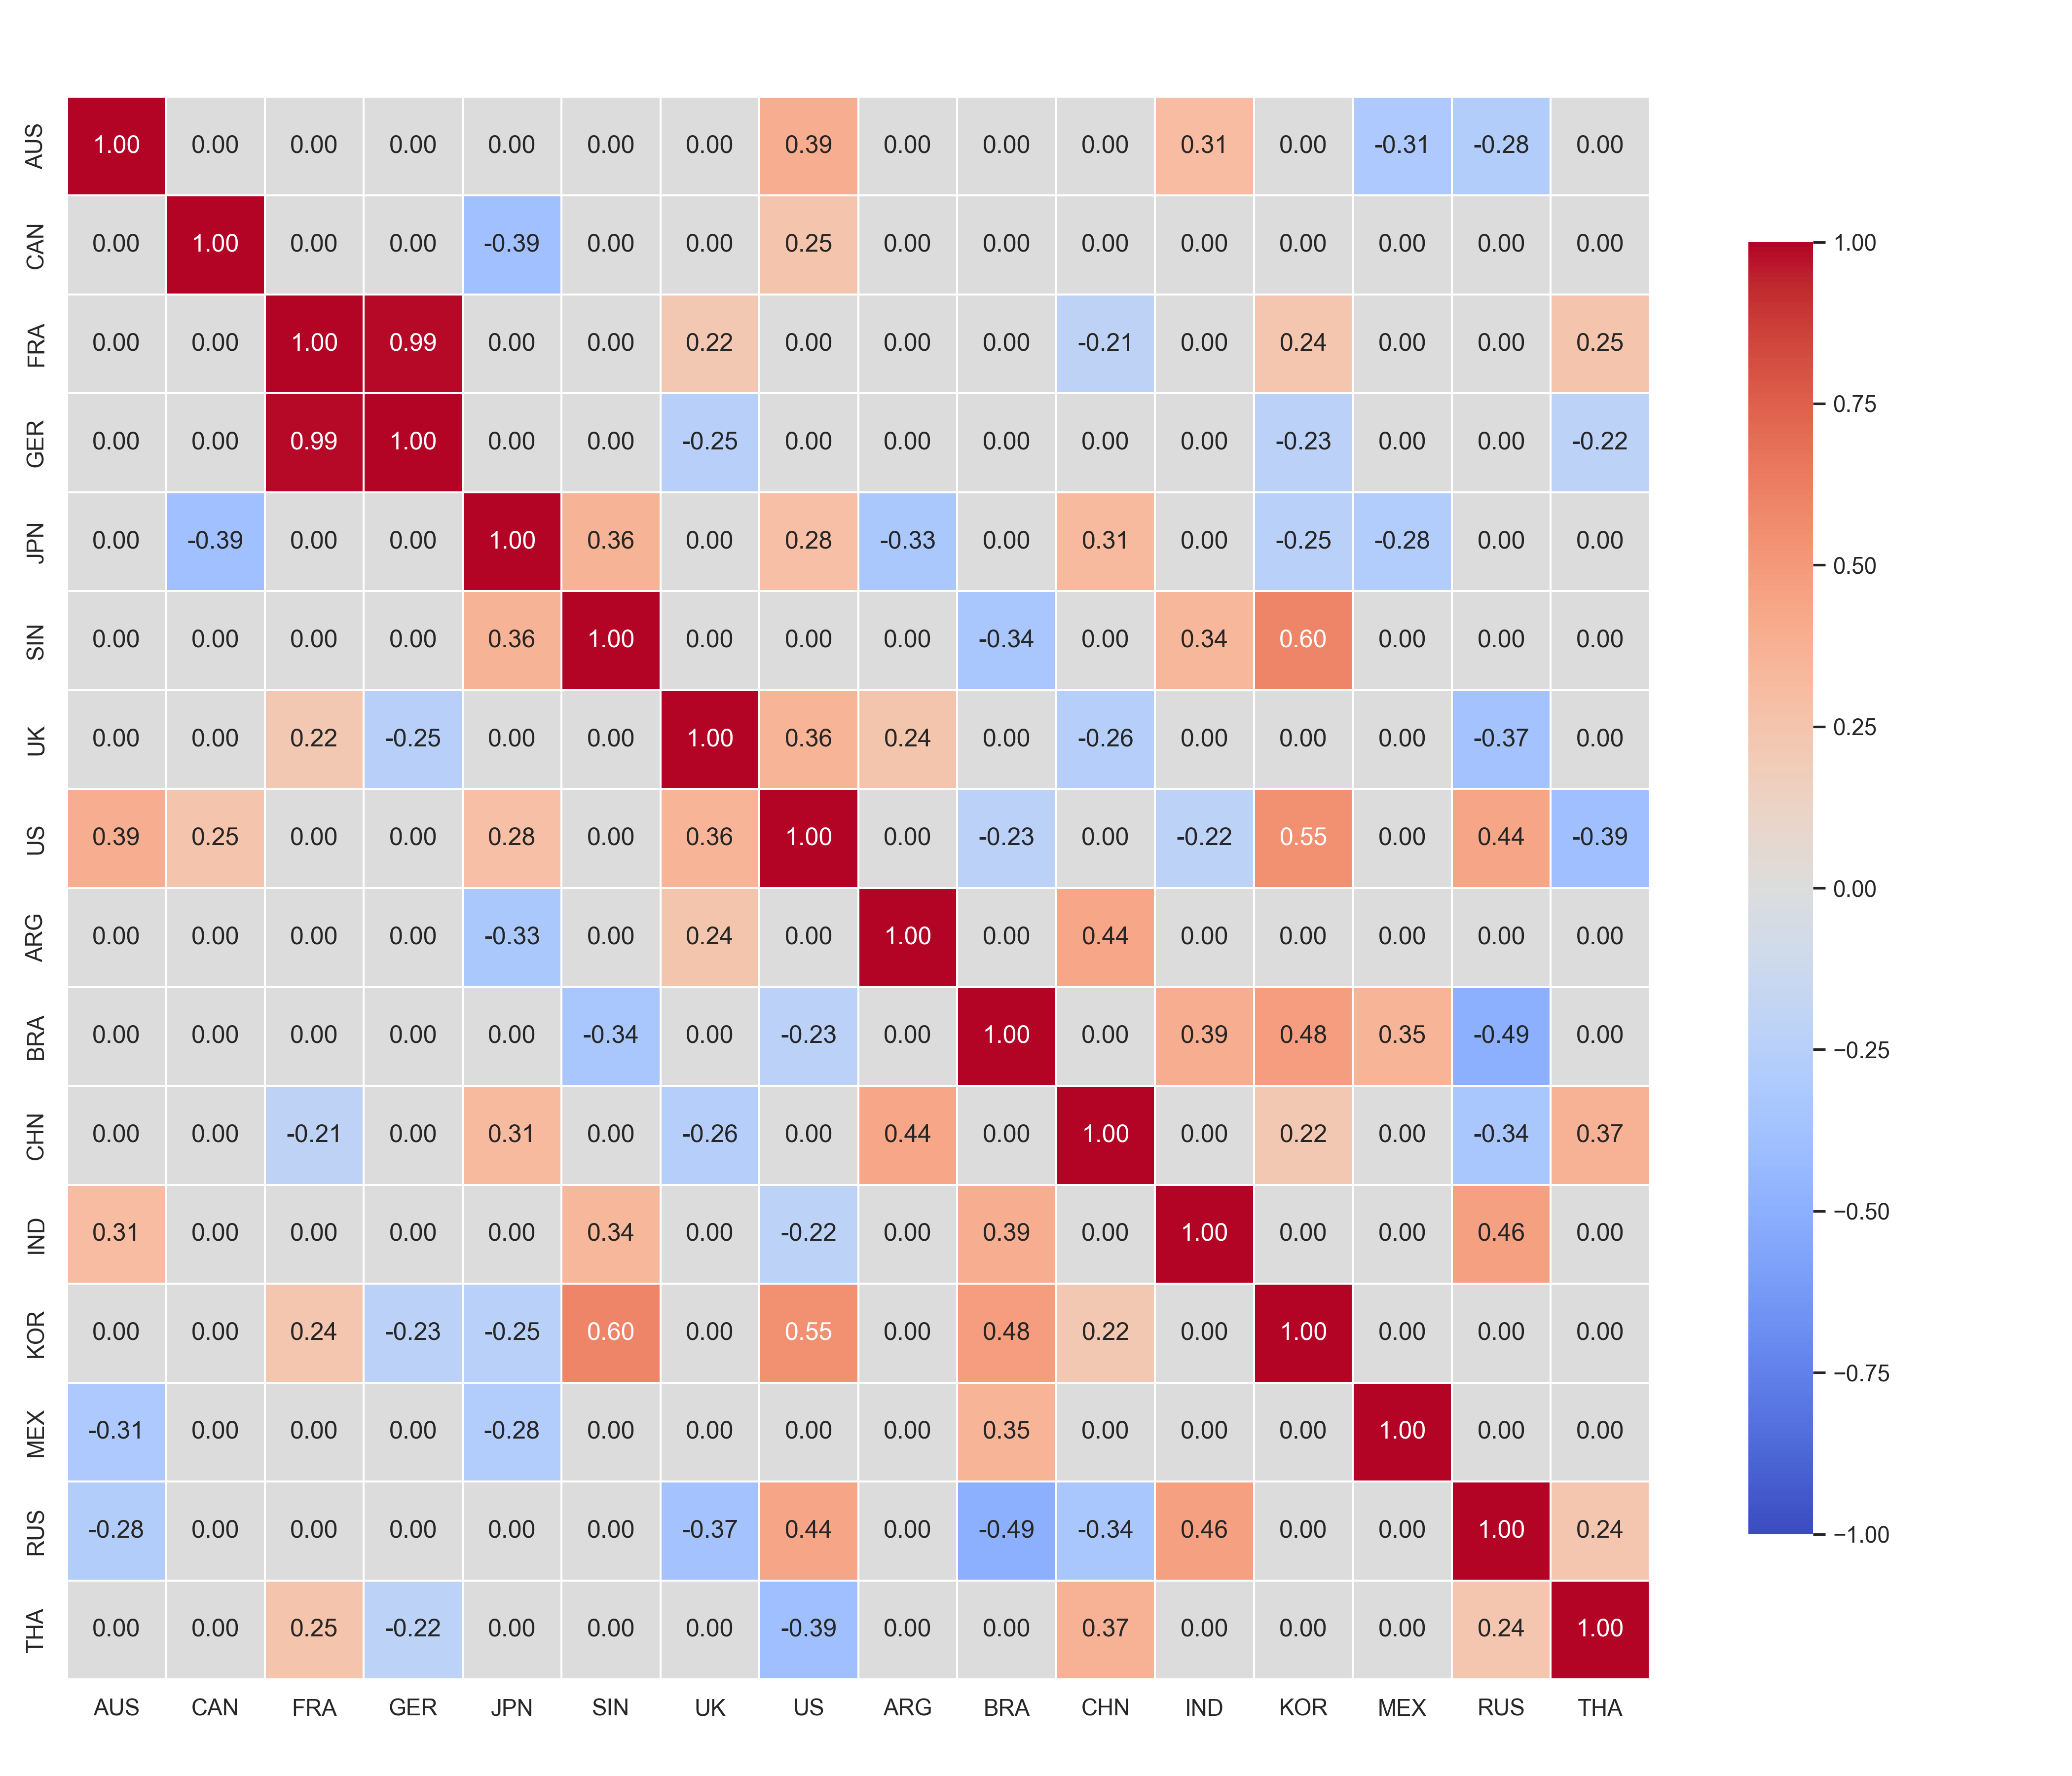 AUS 1.00 0.00 0.00 0.00 0.00 0.00 0.00 0.39 0.00 0.00 0.00 0.31 0.00 -0.31 -0.28 0.00
CAN 0.00 1.00 0.00 0.00 -0.39 0.00 0.00 0.25 0.00 0.00 0.00 0.00 0.00 0.00 0.00 0.00
FRA 0.00 0.00 1.00 0.99 0.00 0.00 0.22 0.00 0.00 0.00 -0.21 0.00 0.24 0.00 0.00 0.25
GER 0.00 0.00 0.99 1.00 0.00 0.00 -0.25 0.00 0.00 0.00 0.00 0.00 -0.23 0.00 0.00 -0.22
JPN 0.00 -0.39 0.00 0.00 1.00 0.36 0.00 0.28 -0.33 0.00 0.31 0.00 -0.25 -0.28 0.00 0.00
SIN 0.00 0.00 0.00 0.00 0.36 1.00 0.00 0.00 0.00 -0.34 0.00 0.34 0.60 0.00 0.00 0.00
UK 0.00 0.00 0.22 -0.25 0.00 0.00 1.00 0.36 0.24 0.00 -0.26 0.00 0.00 0.00 -0.37 0.00
US 0.39 0.25 0.00 0.00 0.28 0.00 0.36 1.00 0.00 -0.23 0.00 -0.22 0.55 0.00 0.44 -0.39
ARG 0.00 0.00 0.00 0.00 -0.33 0.00 0.24 0.00 1.00 0.00 0.44 0.00 0.00 0.00 0.00 0.00
BRA 0.00 0.00 0.00 0.00 0.00 -0.34 0.00 -0.23 0.00 1.00 0.00 0.39 0.48 0.35 -0.49 0.00
CHN 0.00 0.00 -0.21 0.00 0.31 0.00 -0.26 0.00 0.44 0.00 1.00 0.00 0.22 0.00 -0.34 0.37
IND 0.31 0.00 0.00 0.00 0.00 0.34 0.00 -0.22 0.00 0.39 0.00 1.00 0.00 0.00 0.46 0.00
KOR 0.00 0.00 0.24 -0.23 -0.25 0.60 0.00 0.55 0.00 0.48 0.22 0.00 1.00 0.00 0.00 0.00
MEX -0.31 0.00 0.00 0.00 -0.28 0.00 0.00 0.00 0.00 0.35 0.00 0.00 0.00 1.00 0.00 0.00
RUS -0.28 0.00 0.00 0.00 0.00 0.00 -0.37 0.44 0.00 -0.49 -0.34 0.46 0.00 0.00 1.00 0.24
THA 0.00 0.00 0.25 -0.22 0.00 0.00 0.00 -0.39 0.00 0.00 0.37 0.00 0.00 0.00 0.24 1.00
AUS CAN FRA GER JPN SIN UK US ARG BRA CHN IND KOR MEX RUS THA
1.00
0.75
0.50
0.25
0.00
−0.25
−0.50
−0.75
−1.00